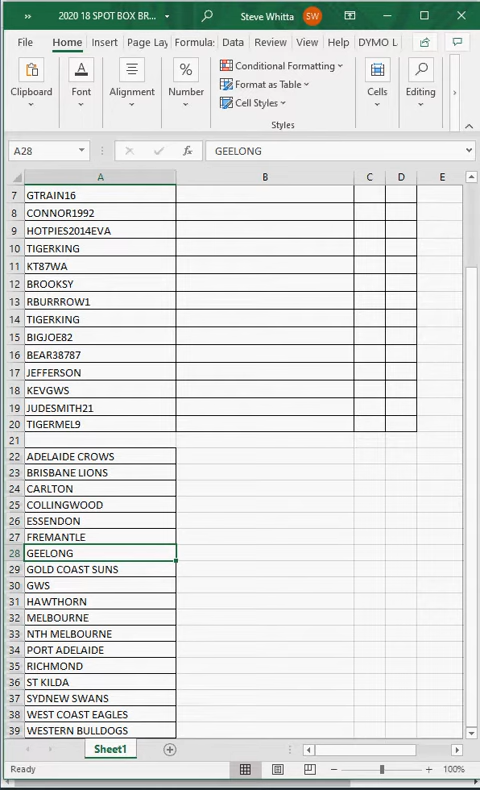 » 2020 18 SPOT BOX BR... Steve Whitta SW
File Home Insert Page Lay Formula: Data Review View Help DYMO L
Clipboard Font Alignment % Number Conditional Formatting Format as Table Cell Styles Styles Cells Editing
A28 fx GEELONG
A B C D E
7 GTRAIN16
8 CONNOR1992
9 HOTPIES2014EVA
10 TIGERKING
11 KT87WA
12 BROOKSY
13 RBURRROW1
14 TIGERKING
15 BIGJOE82
16 BEAR38787
17 JEFFERSON
18 KEVGWS
19 JUDESMITH21
20 TIGERMEL9
21
22 ADELAIDE CROWS
23 BRISBANE LIONS
24 CARLTON
25 COLLINGWOOD
26 ESSENDON
27 FREMANTLE
28 GEELONG
29 GOLD COAST SUNS
30 GWS
31 HAWTHORN
32 MELBOURNE
33 NTH MELBOURNE
34 PORT ADELAIDE
35 RICHMOND
36 ST KILDA
37 SYDNEW SWANS
38 WEST COAST EAGLES
39 WESTERN BULLDOGS
Sheet1
Ready 100%